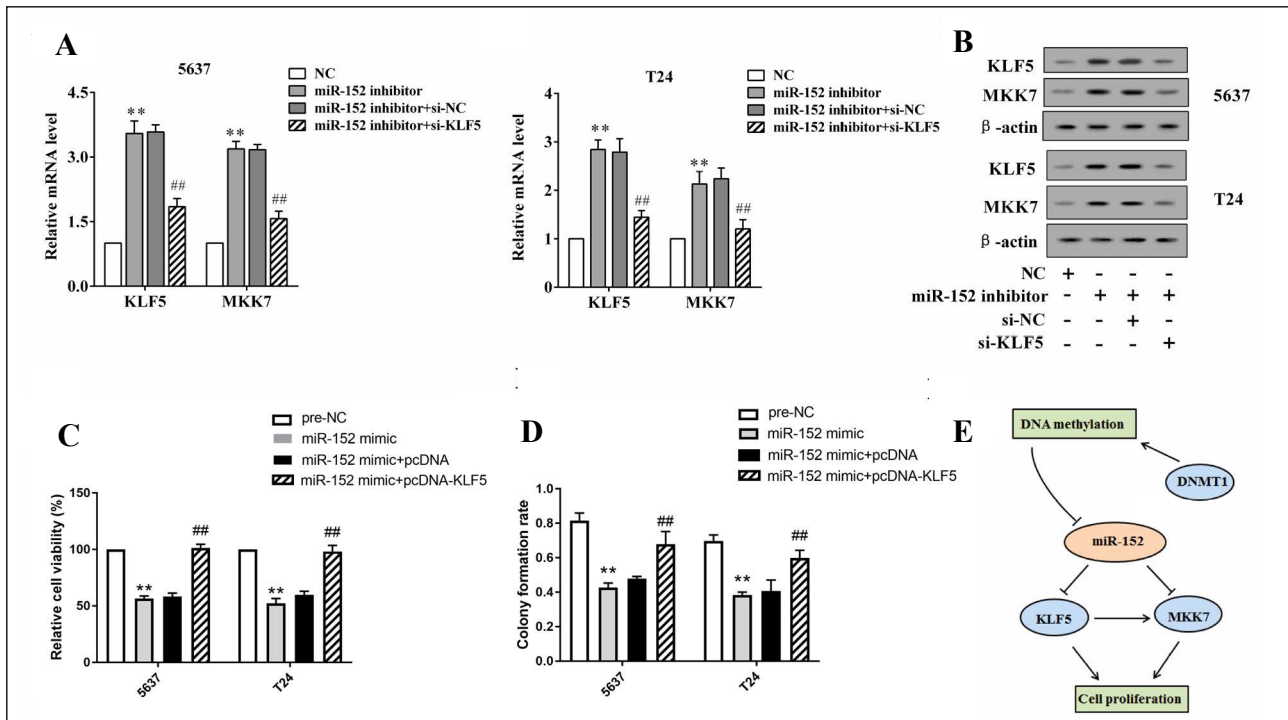 A
5637
NC
miR-152 inhibitor
miR-152 inhibitor+si-NC
miR-152 inhibitor+si-KLF5
Relative mRNA level
4.5
3.0
1.5
0.0
**
**
##
##
KLF5 MKK7
T24
NC
miR-152 inhibitor
miR-152 inhibitor+si-NC
miR-152 inhibitor+si-KLF5
Relative mRNA level
4
3
2
1
0
**
**
##
##
KLF5 MKK7
B
KLF5
MKK7
β-actin
5637
KLF5
MKK7
β-actin
T24
NC + - - -
miR-152 inhibitor - + + +
si-NC - - + -
si-KLF5 - - - +
C
pre-NC
miR-152 mimic
miR-152 mimic+pcDNA
miR-152 mimic+pcDNA-KLF5
Relative cell viability (%)
150
100
50
0
**
##
**
##
5637 T24
D
pre-NC
miR-152 mimic
miR-152 mimic+pcDNA
miR-152 mimic+pcDNA-KLF5
Colony formation rate
1.0
0.8
0.6
0.4
0.2
0.0
**
##
**
##
5637 T24
E
DNA methylation
DNMT1
miR-152
KLF5 MKK7
Cell proliferation